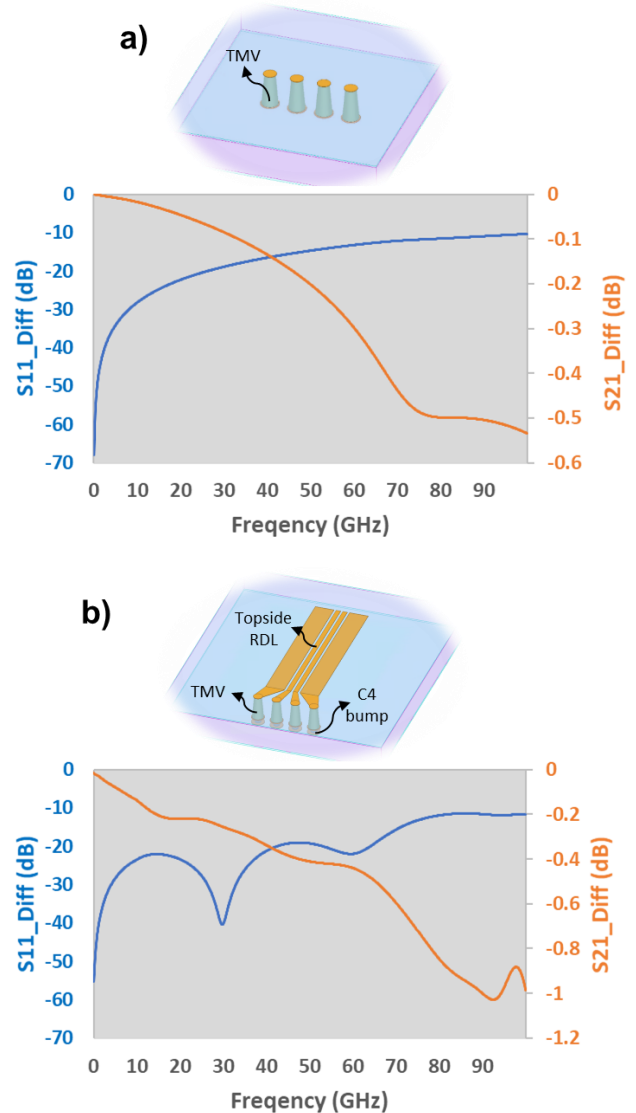 a)
TMV
0
-10
-20
-30
-40
-50
-60
-70
S11_Diff (dB)
0
-0.1
-0.2
-0.3
-0.4
-0.5
-0.6
S21_Diff (dB)
0 10 20 30 40 50 60 70 80 90
Freqency (GHz)
b)
Topside
RDL
TMV
C4
bump
0
-10
-20
-30
-40
-50
-60
-70
S11_Diff (dB)
0
-0.2
-0.4
-0.6
-0.8
-1
-1.2
S21_Diff (dB)
0 10 20 30 40 50 60 70 80 90
Freqency (GHz)